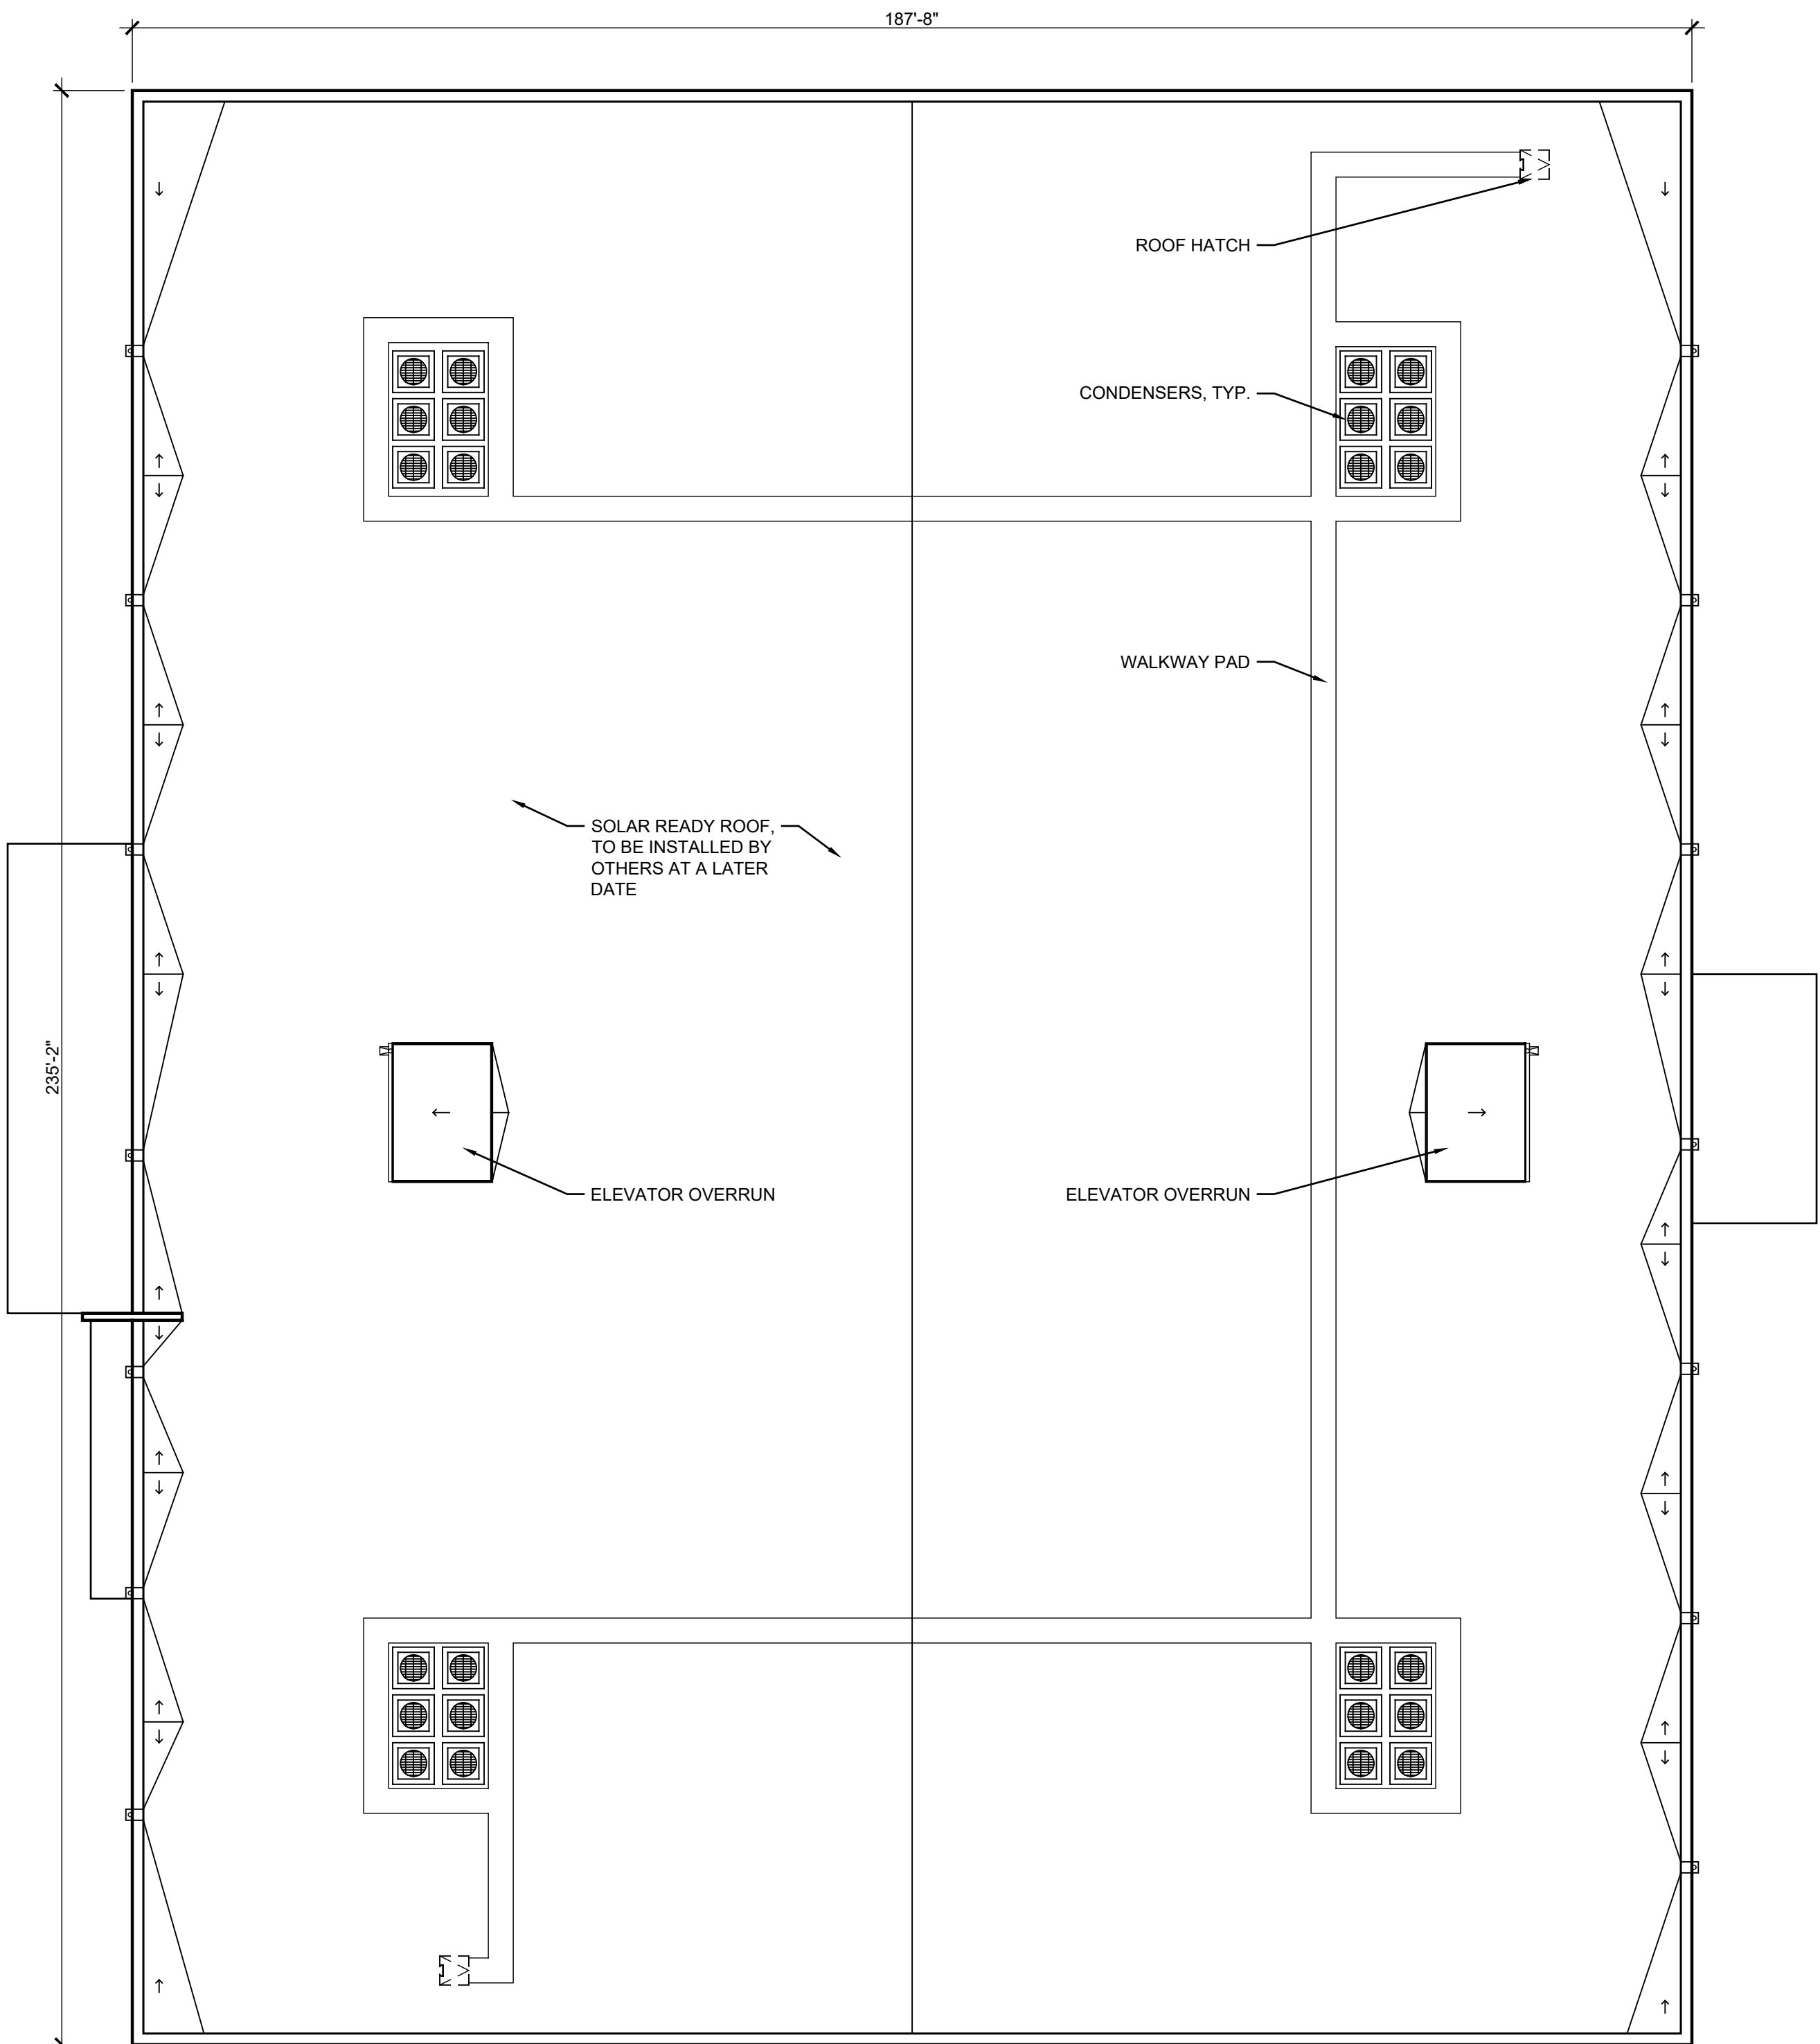 187'-8"
ROOF HATCH
CONDENSERS, TYP.
WALKWAY PAD
SOLAR READY ROOF,
TO BE INSTALLED BY
OTHERS AT A LATER
DATE
235'-2"
ELEVATOR OVERRUN
ELEVATOR OVERRUN